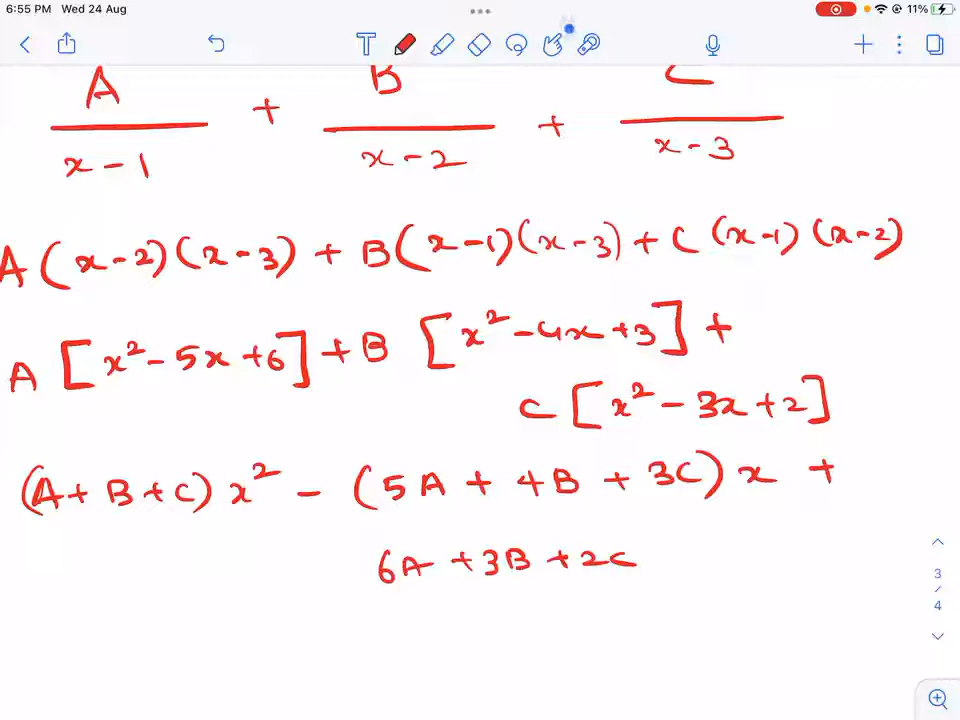 6:55 PM Wed 24 Aug
11%
T
A + B + C
x-1 x-2 x-3
A(x-2)(x-3) + B(x-1)(x-3) + C(x-1)(x-2)
A[x²-5x+6] + B[x²-4x+3] +
C[x²-3x+2]
(A+B+C)x² - (5A + 4B + 3C)x +
6A + 3B + 2C
3
/
4